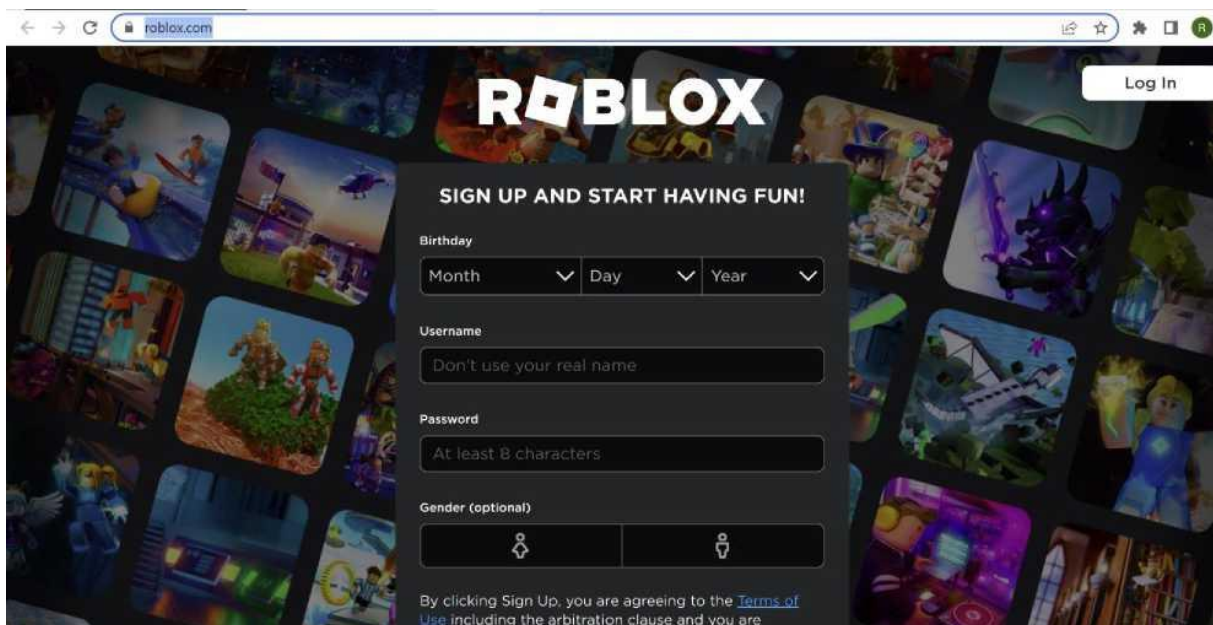 roblox.com
R
ROBLOX
Log In
SIGN UP AND START HAVING FUN!
Birthday
Month Day Year
Username
Don't use your real name
Password
At least 8 characters
Gender (optional)
By clicking Sign Up, you are agreeing to the Terms of
Use including the arbitration clause and you are